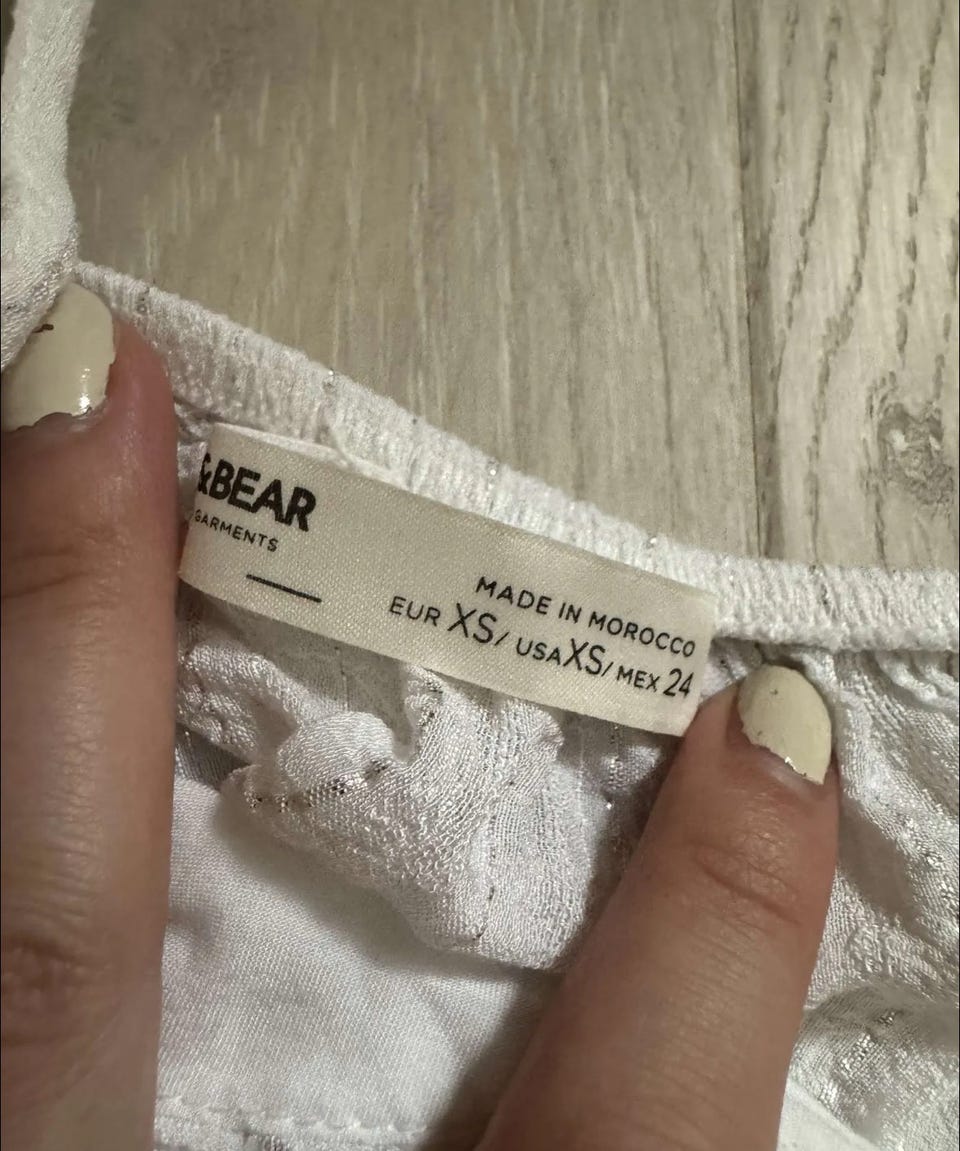 &BEAR
GARMENTS
MADE IN MOROCCO
EUR XS/ USA XS/ MEX 24